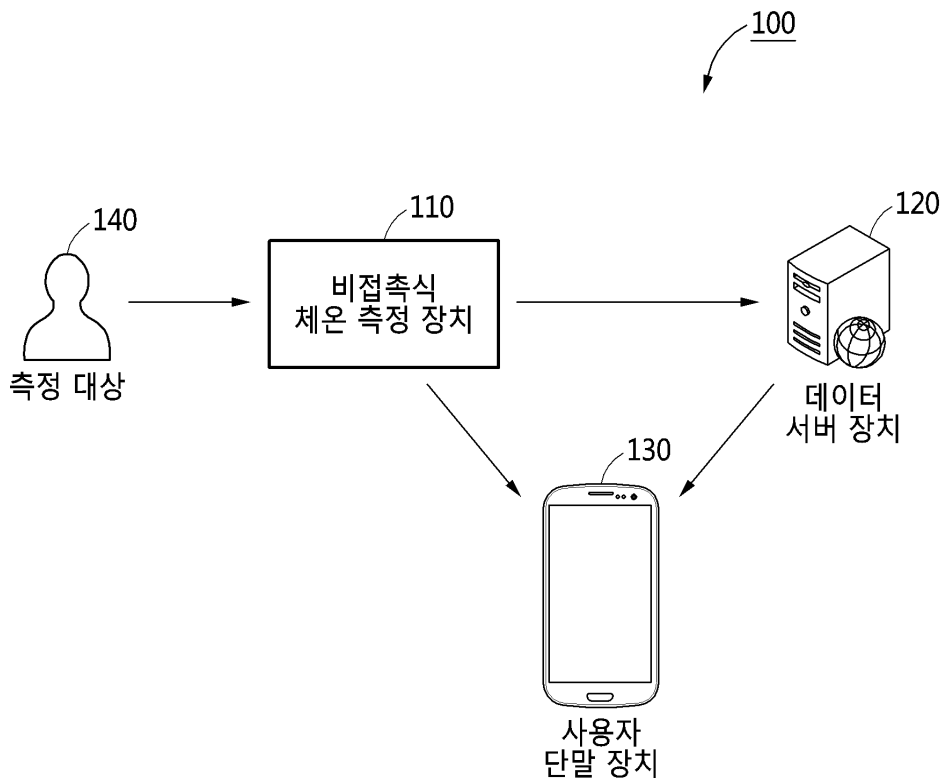 100
140
110
120
비접촉식
체온 측정 장치
측정 대상
데이터
서버 장치
130
사용자
단말 장치